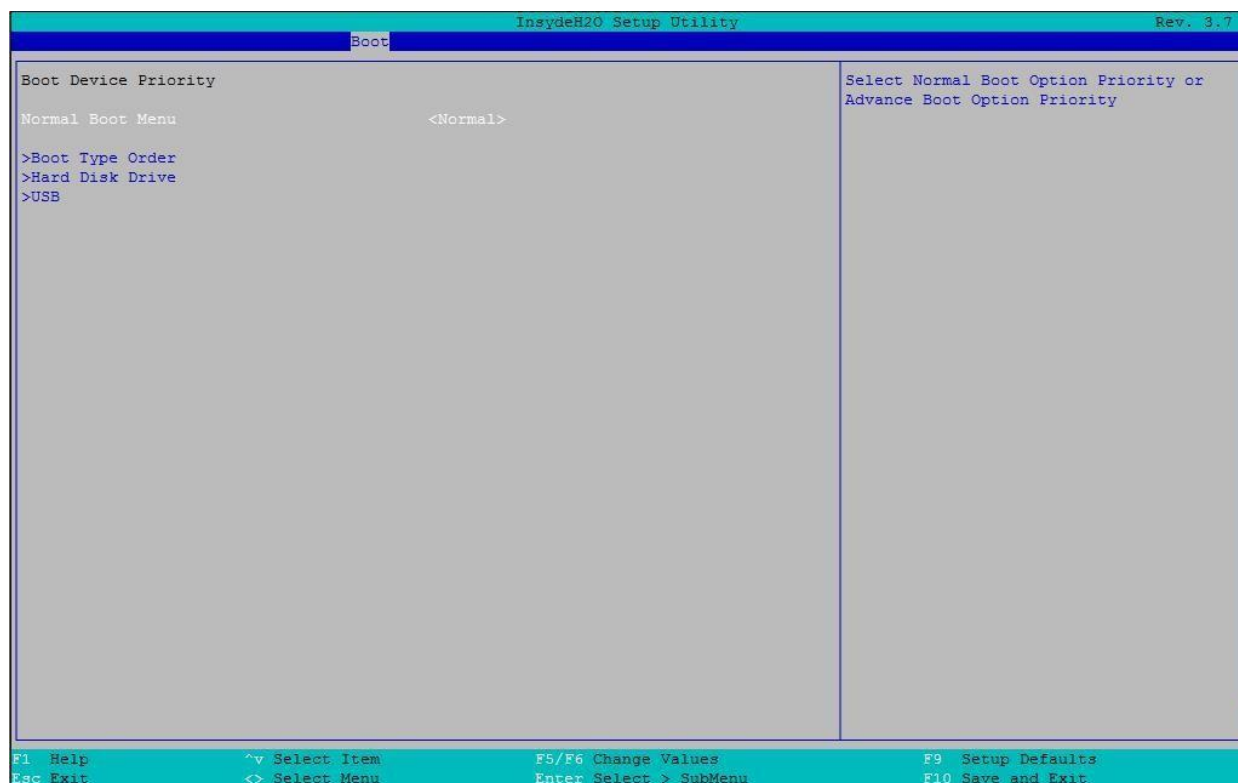 InsydeH2O Setup Utility Rev. 3.7
Boot
Boot Device Priority
Normal Boot Menu <Normal>
>Boot Type Order
>Hard Disk Drive
>USB
Select Normal Boot Option Priority or
Advance Boot Option Priority
F1 Help ^v Select Item F5/F6 Change Values F9 Setup Defaults
Esc Exit <> Select Menu Enter Select > SubMenu F10 Save and Exit